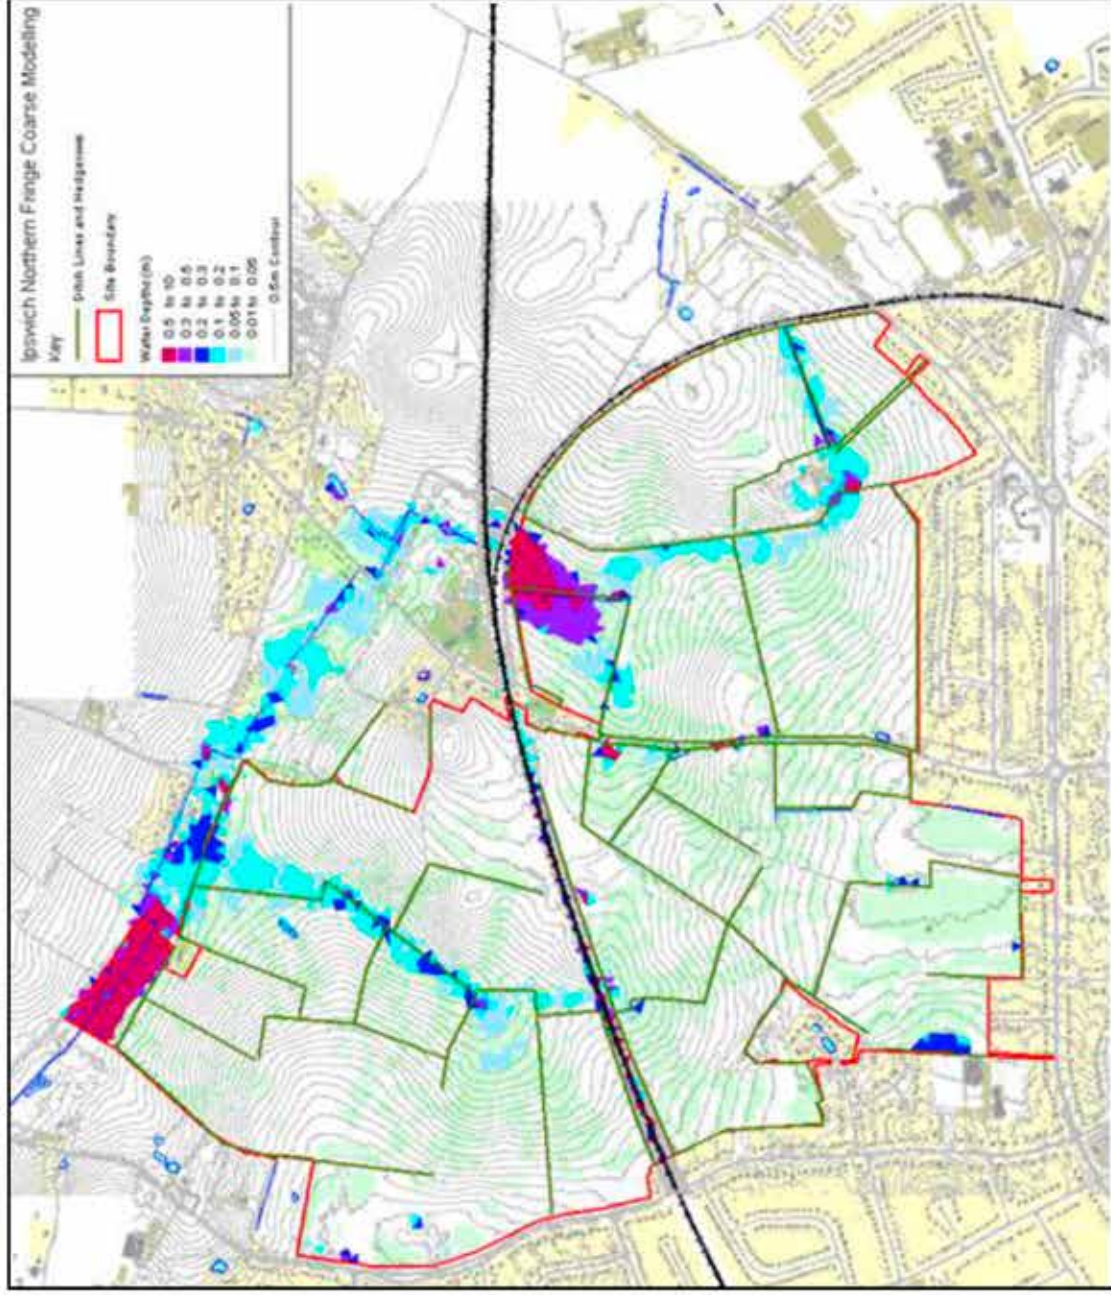 Ipswich Northern Fringe Coarse Modelling
Key
Ditch Lines and Hedgerows
Site Boundary
Water Depths (m)
0.5 to 10
0.3 to 0.5
0.2 to 0.3
0.1 to 0.2
0.05 to 0.1
0.01 to 0.05
0.5m Contour